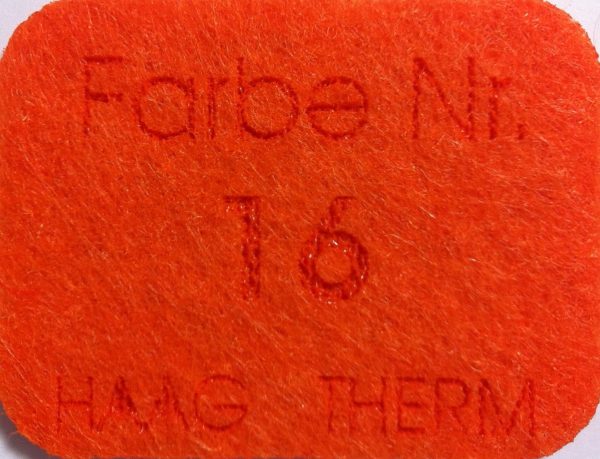 Farbe Nr.
16
HAAG THERM